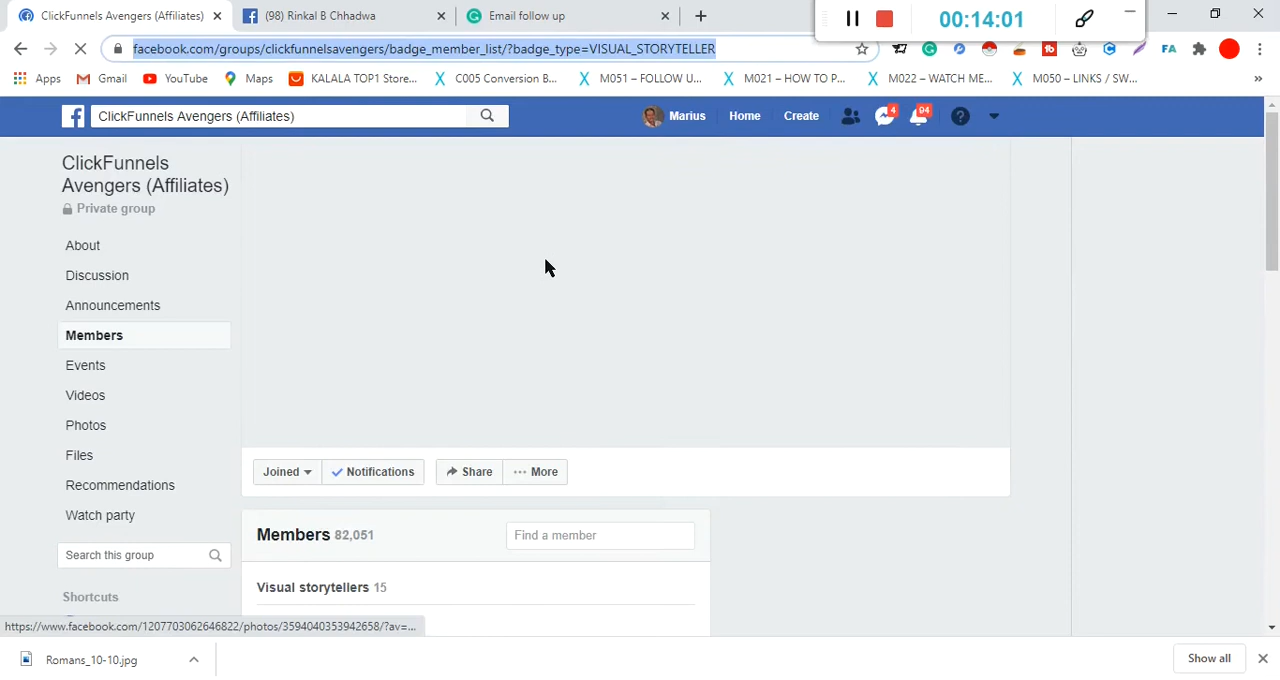 ClickFunnels Avengers (Affiliates)
(98) Rinkal B Chhadwa
Email follow up
00:14:01
facebook.com/groups/clickfunnelsavengers/badge_member_list/?badge_type=VISUAL_STORYTELLER
FA
Apps
Gmail
YouTube
Maps
KALALA TOP1 Store...
C005 Conversion B...
M051 – FOLLOW U...
M021 – HOW TO P...
M022 – WATCH ME...
M050 – LINKS / SW...
ClickFunnels Avengers (Affiliates)
Marius
Home
Create
4
94
ClickFunnels
Avengers (Affiliates)
Private group
About
Discussion
Announcements
Members
Events
Videos
Photos
Files
Recommendations
Watch party
Search this group
Shortcuts
Joined
Notifications
Share
More
Members 82,051
Find a member
Visual storytellers 15
https://www.facebook.com/1207703062646822/photos/3594040353942658/?av=...
Romans_10-10.jpg
Show all